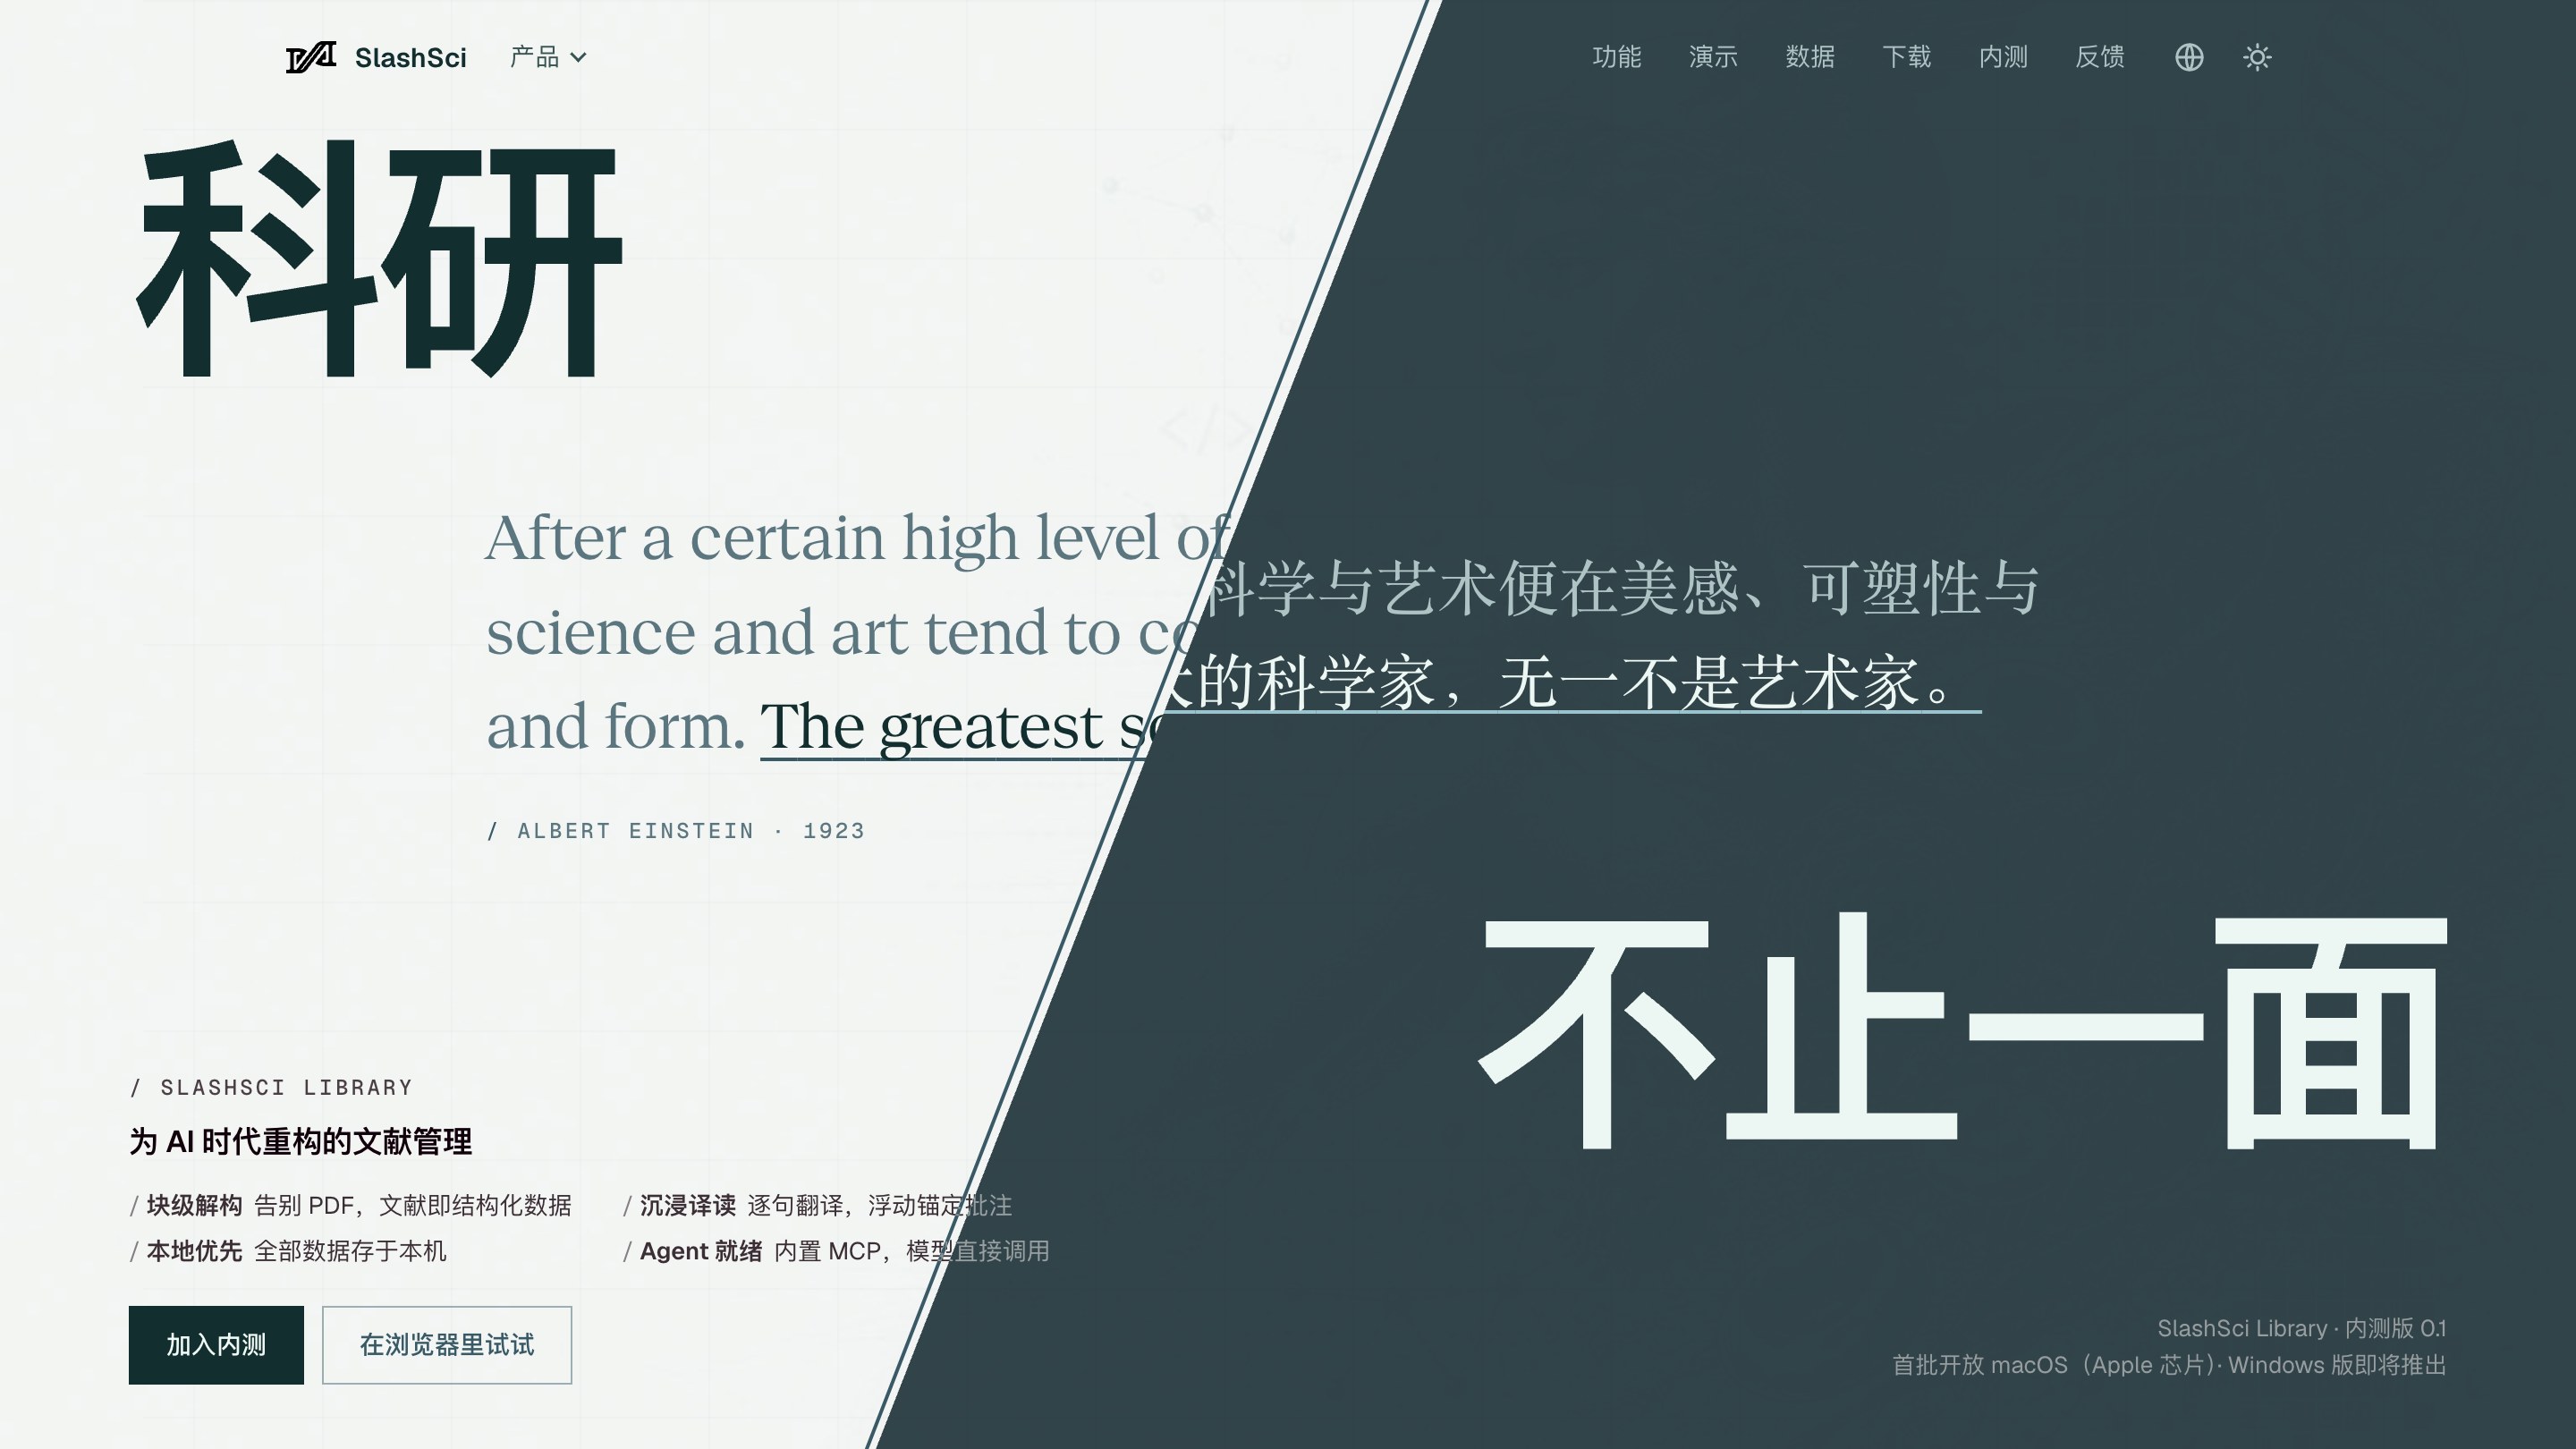 SlashSci 产品 功能 演示 数据 下载 内测 反馈
科研
After a certain high level of
science and art tend to co
and form. The greatest sc
/ ALBERT EINSTEIN · 1923
科学与艺术便在美感、可塑性与
的科学家，无一不是艺术家。
不止一面
/ SLASHSCI LIBRARY
为 AI 时代重构的文献管理
/ 块级解构 告别 PDF，文献即结构化数据
/ 沉浸译读 逐句翻译，浮动锚定批注
/ 本地优先 全部数据存于本机
/ Agent 就绪 内置 MCP，模型直接调用
加入内测
在浏览器里试试
SlashSci Library · 内测版 0.1
首批开放 macOS（Apple 芯片）· Windows 版即将推出